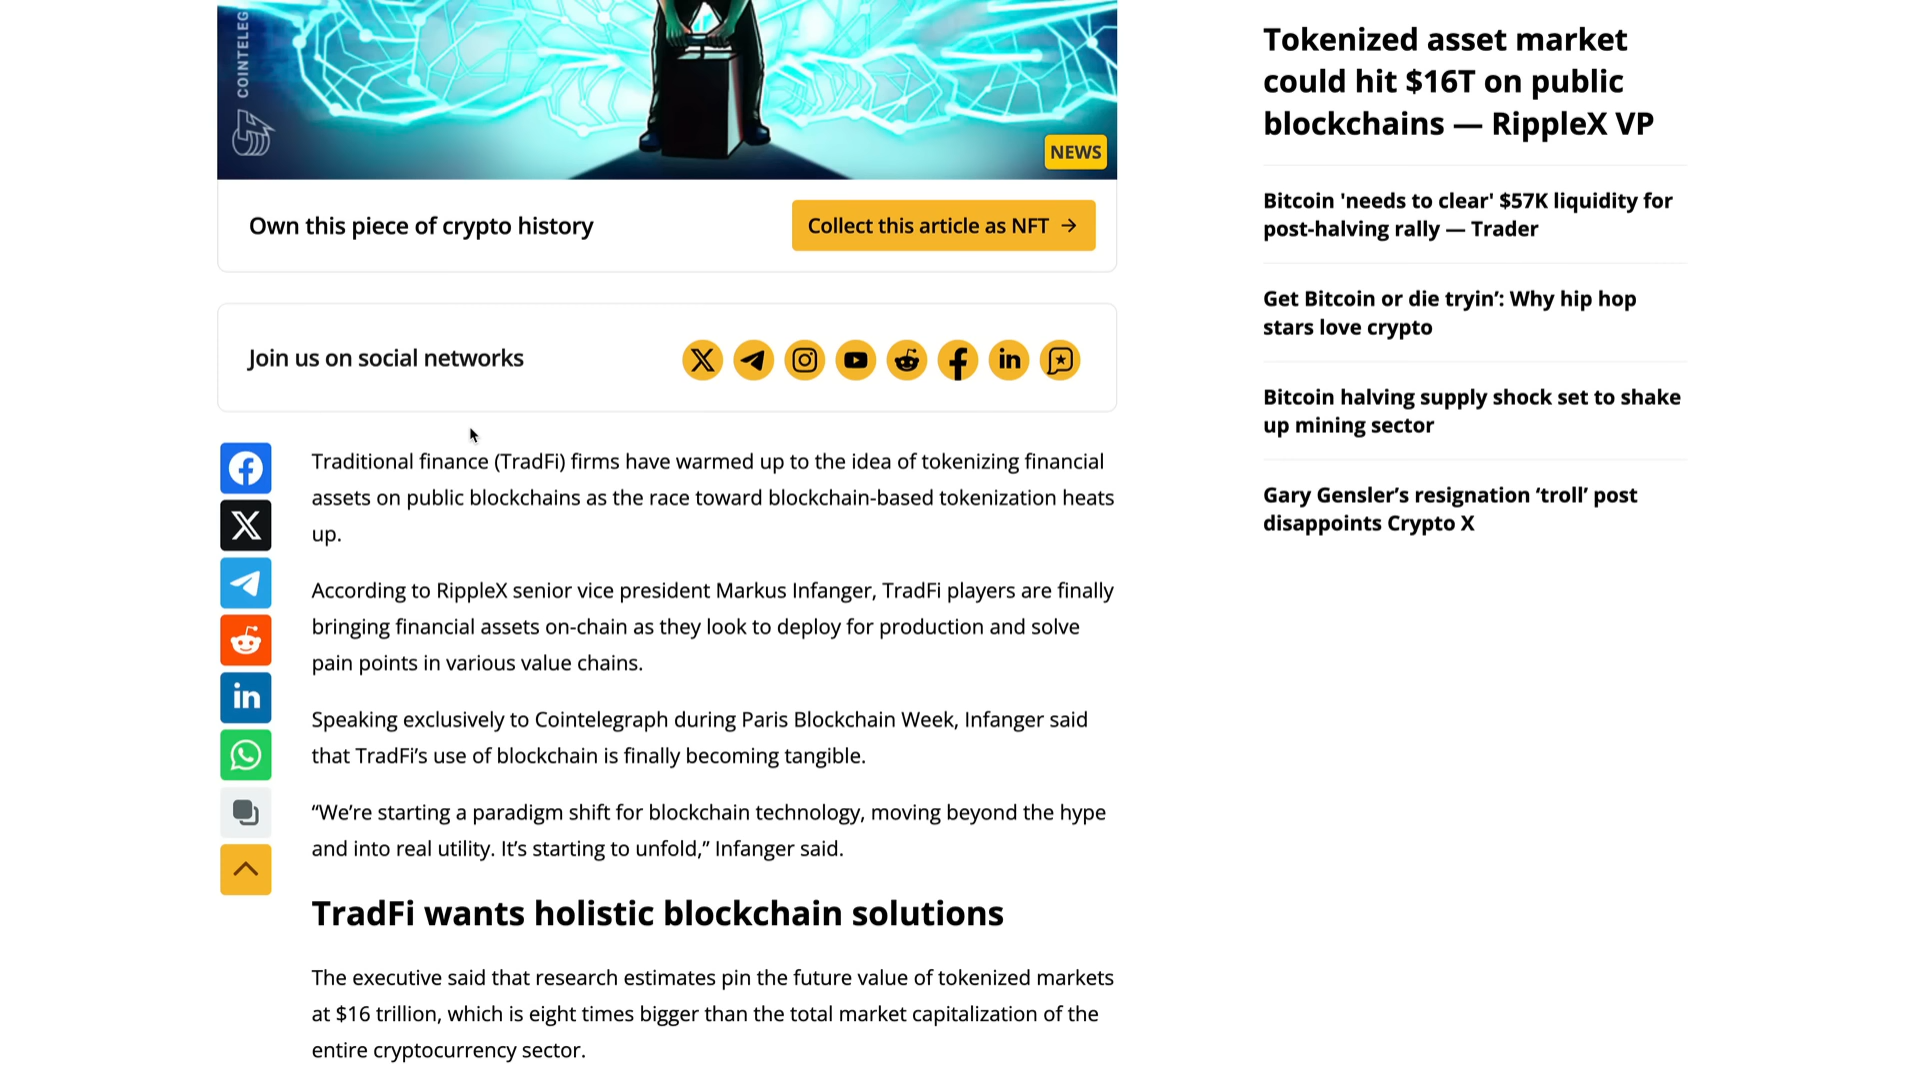 COINTELEG
NEWS
Own this piece of crypto history
Collect this article as NFT →
Join us on social networks
Traditional finance (TradFi) firms have warmed up to the idea of tokenizing financial
assets on public blockchains as the race toward blockchain-based tokenization heats
up.
According to RippleX senior vice president Markus Infanger, TradFi players are finally
bringing financial assets on-chain as they look to deploy for production and solve
pain points in various value chains.
Speaking exclusively to Cointelegraph during Paris Blockchain Week, Infanger said
that TradFi’s use of blockchain is finally becoming tangible.
“We’re starting a paradigm shift for blockchain technology, moving beyond the hype
and into real utility. It’s starting to unfold,” Infanger said.
TradFi wants holistic blockchain solutions
The executive said that research estimates pin the future value of tokenized markets
at $16 trillion, which is eight times bigger than the total market capitalization of the
entire cryptocurrency sector.
Tokenized asset market
could hit $16T on public
blockchains — RippleX VP
Bitcoin 'needs to clear' $57K liquidity for
post-halving rally — Trader
Get Bitcoin or die tryin’: Why hip hop
stars love crypto
Bitcoin halving supply shock set to shake
up mining sector
Gary Gensler’s resignation ‘troll’ post
disappoints Crypto X